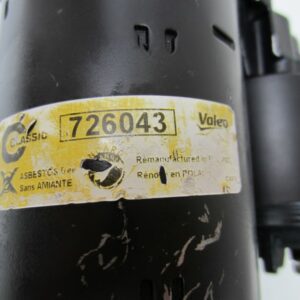 CLASSIC 726043 Valeo
ASBESTOS free Remanufactured in
Sans AMIANTE Rénové en POLA